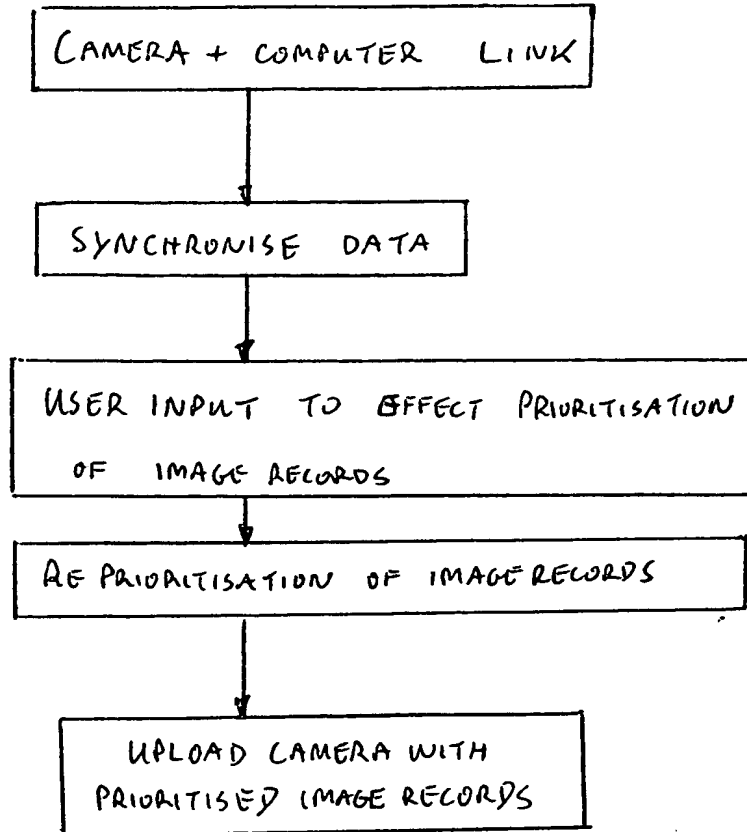 CAMERA + COMPUTER LINK
SYNCHRONISE DATA
USER INPUT TO EFFECT PRIORITISATION
OF IMAGE RECORDS
RE PRIORITISATION OF IMAGE RECORDS
UPLOAD CAMERA WITH
PRIORITISED IMAGE RECORDS